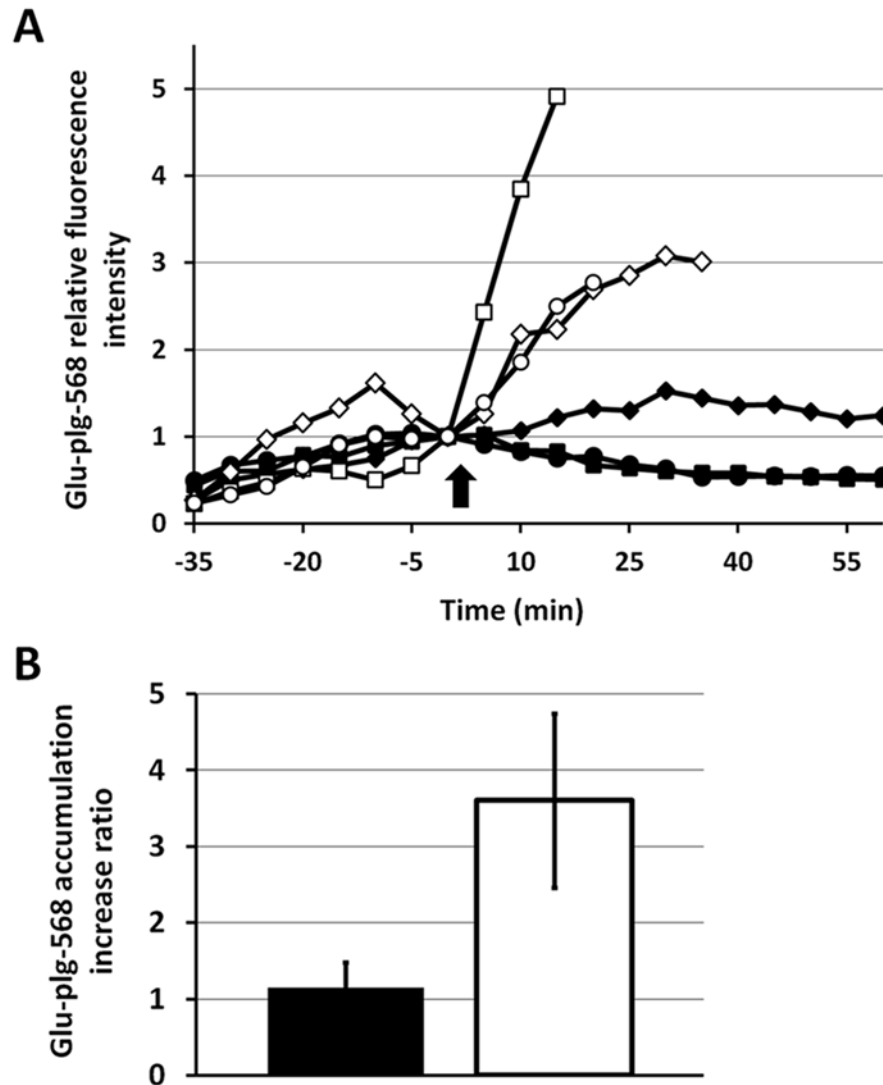 A
Glu-plg-568 relative fluorescence
intensity
5
4
3
2
1
0
-35 -20 -5 10 25 40 55
Time (min)
B
Glu-plg-568 accumulation
increase ratio
5
4
3
2
1
0